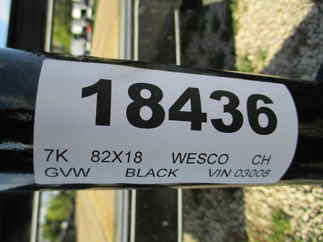 18436
7K 82X18 WESCO CH
GVW BLACK VIN 03008